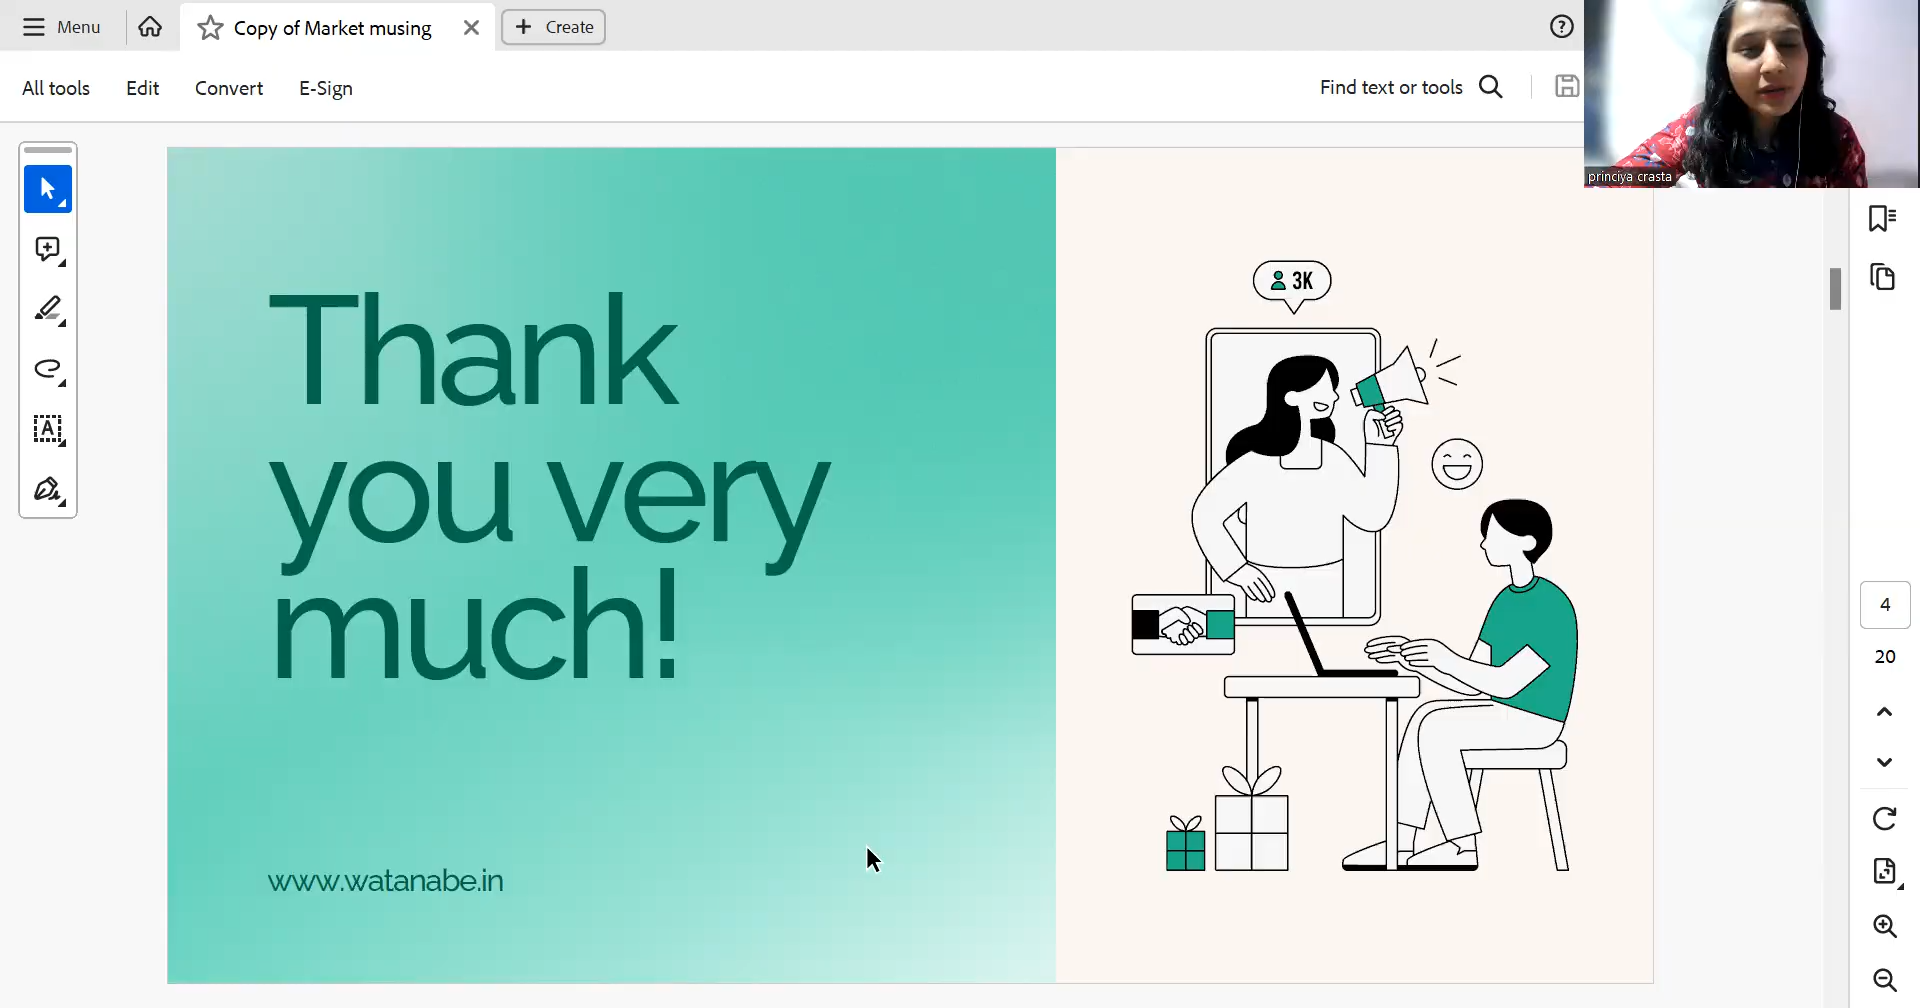 Menu
Copy of Market musing
Create
All tools
Edit
Convert
E-Sign
Find text or tools
princiya crasta
3K
Thank
you very
much!
www.watanabe.in
A
4
20